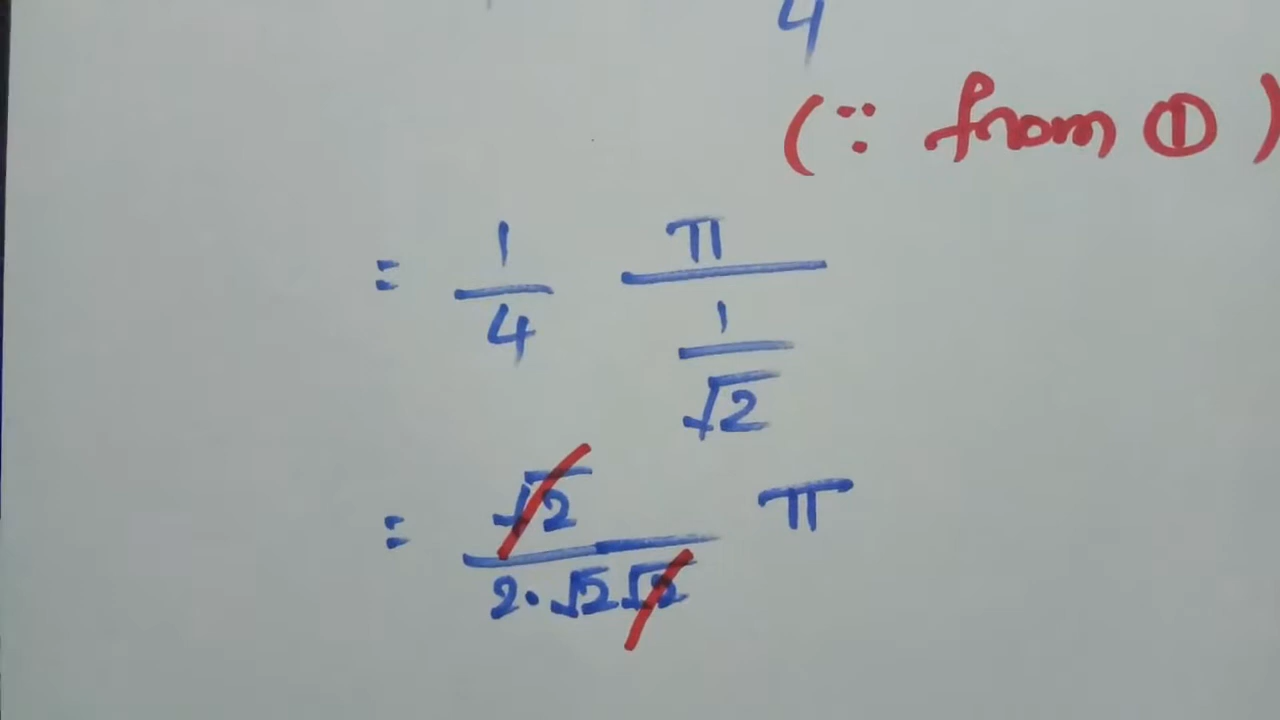 4
(∵ from ①)
= 1/4 π/(1/√2)
= √2/(2·√2√2) π